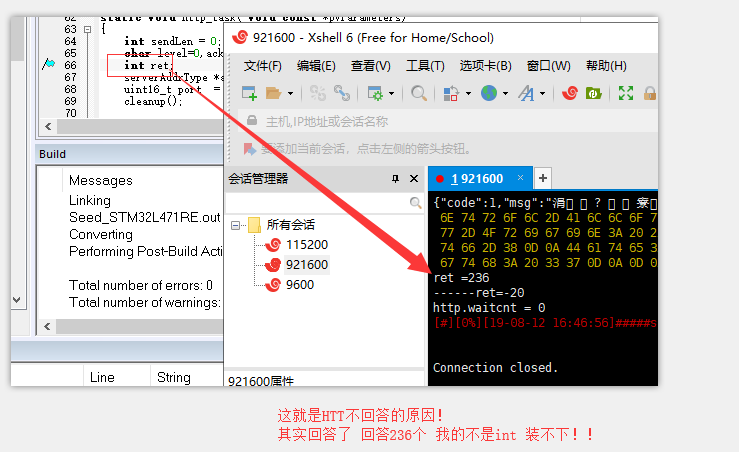 62 static void http_task( void const *pvParameters)
63 {
64 int sendLen = 0;
65 char level=0,ack
66 int ret;
67 serverAddrType *a
68 uint16_t port =
69 cleanup();
70
Build
Messages
Linking
Seed_STM32L471RE.out
Converting
Performing Post-Build Acti
Total number of errors: 0
Total number of warnings:
Line String
921600 - Xshell 6 (Free for Home/School)
文件(F) 编辑(E) 查看(V) 工具(T) 选项卡(B) 窗口(W) 帮助(H)
主机,IP地址或会话名称
要添加当前会话，点击左侧的箭头按钮。
会话管理器
所有会话
115200
921600
9600
921600属性
1 921600
{"code":1,"msg":"涓 ?
6E 74 72 6F 6C 2D 41 6C 6C 6F 7
77 2D 4F 72 69 67 69 6E 3A 20 2
74 66 2D 38 0D 0A 44 61 74 65 3
67 74 68 3A 20 33 37 0D 0A 0D 0
ret =236
------ret=-20
http.waitcnt = 0
[#][0%][19-08-12 16:46:56]#####s
Connection closed.
这就是HTT不回答的原因！
其实回答了 回答236个 我的不是int 装不下！！